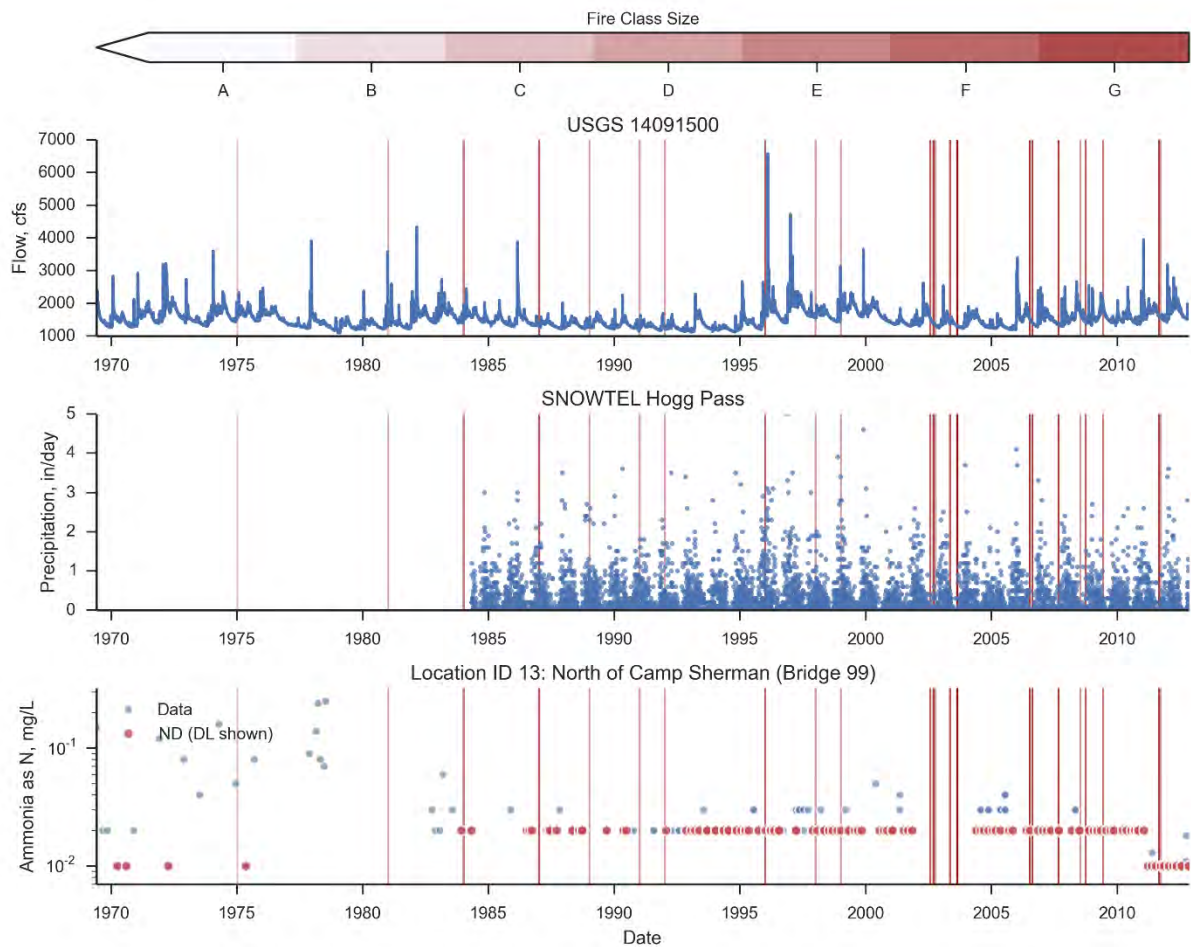 Fire Class Size
A B C D E F G
USGS 14091500
7000
6000
5000
4000
3000
2000
1000
Flow, cfs
1970 1975 1980 1985 1990 1995 2000 2005 2010
SNOWTEL Hogg Pass
5
4
3
2
1
0
Precipitation, in/day
1970 1975 1980 1985 1990 1995 2000 2005 2010
Location ID 13: North of Camp Sherman (Bridge 99)
Data
ND (DL shown)
10⁻¹
10⁻²
Ammonia as N, mg/L
1970 1975 1980 1985 1990 1995 2000 2005 2010
Date